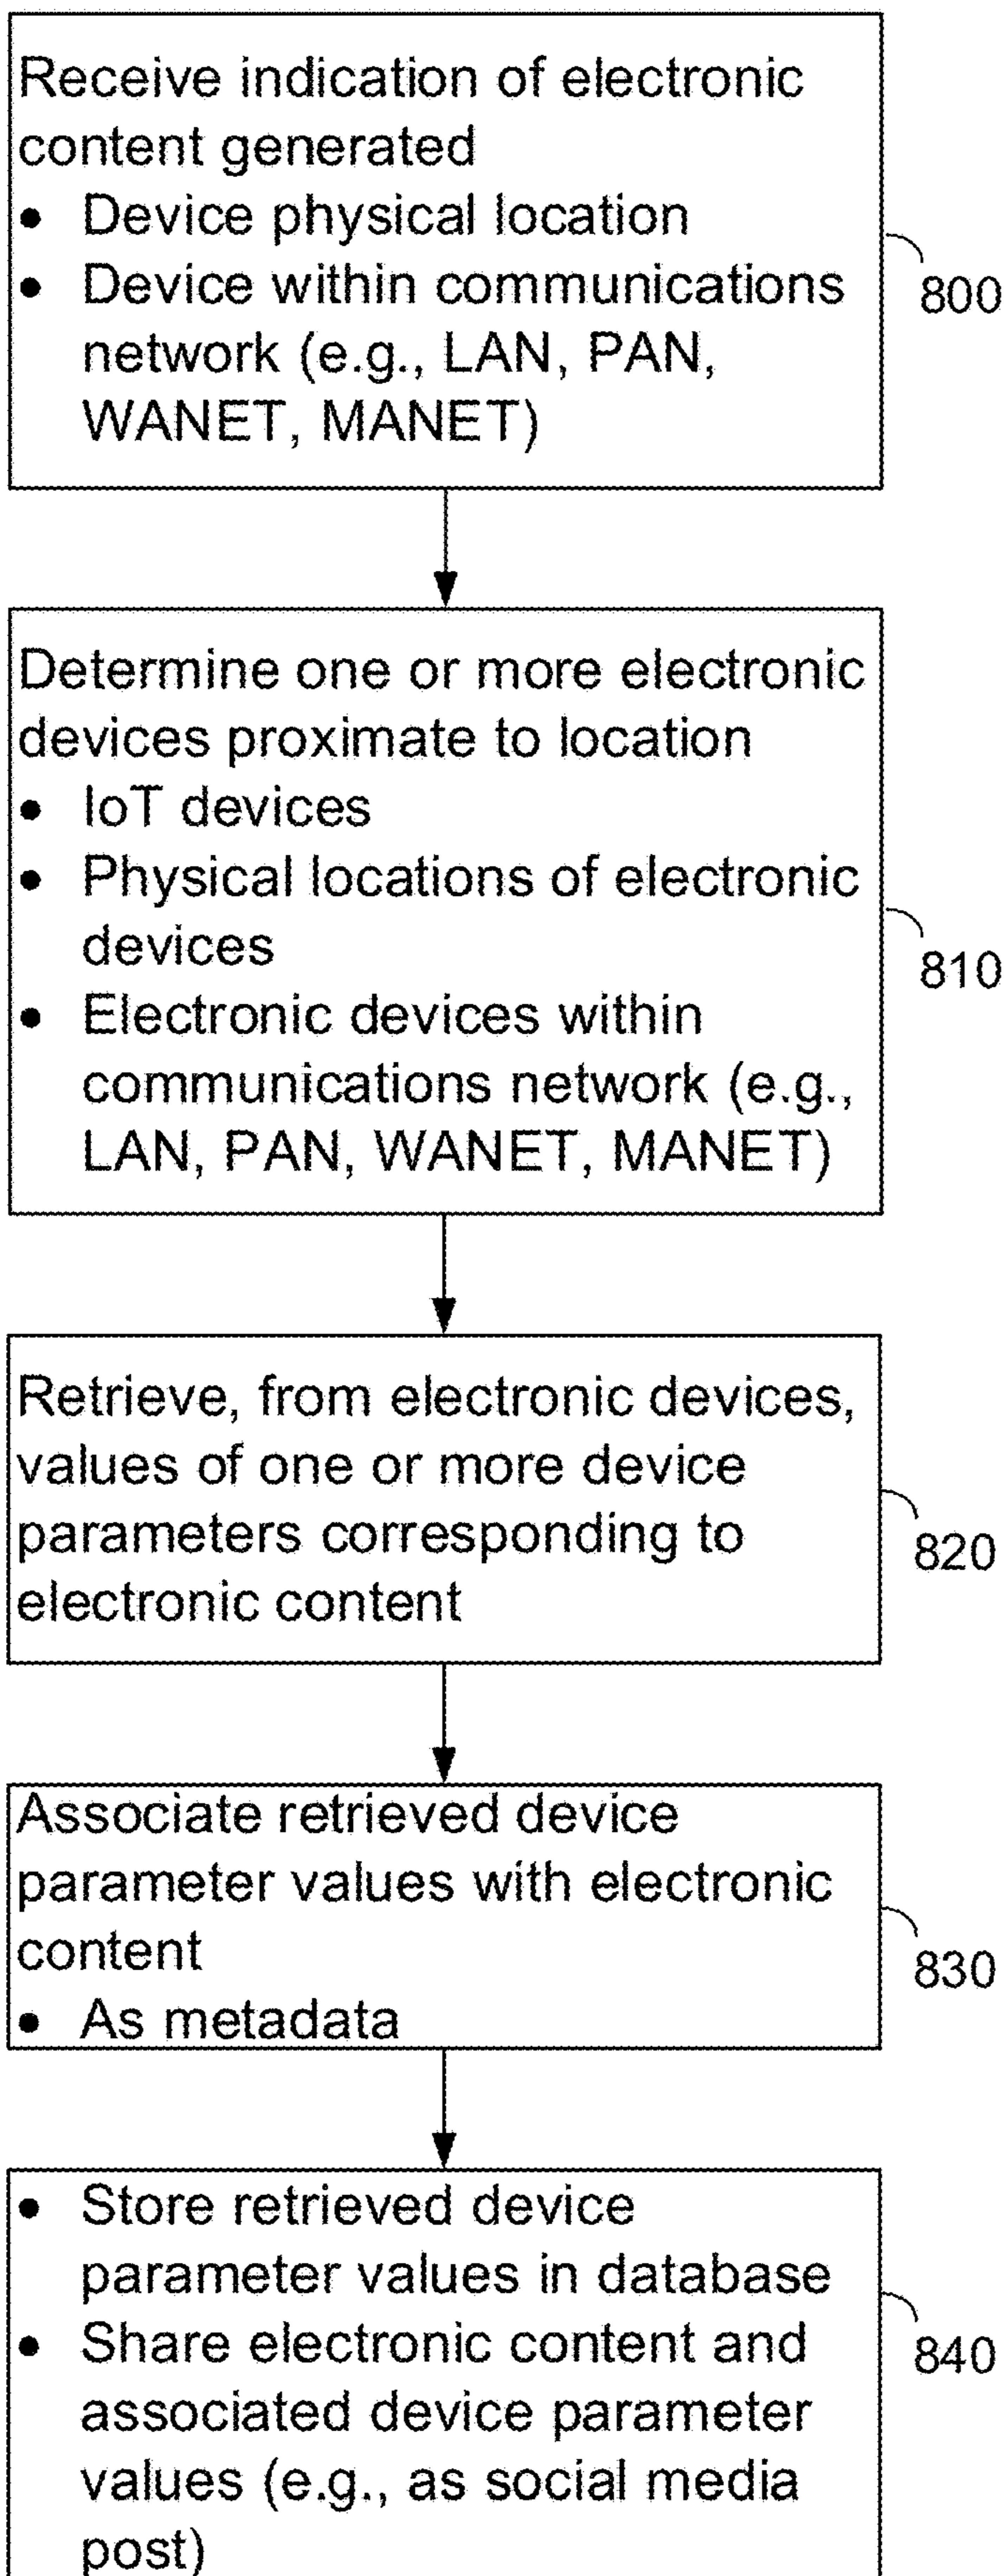 Receive indication of electronic
content generated
• Device physical location
• Device within communications
network (e.g., LAN, PAN,
WANET, MANET)
800
Determine one or more electronic
devices proximate to location
• IoT devices
• Physical locations of electronic
devices
• Electronic devices within
communications network (e.g.,
LAN, PAN, WANET, MANET)
810
Retrieve, from electronic devices,
values of one or more device
parameters corresponding to
electronic content
820
Associate retrieved device
parameter values with electronic
content
• As metadata
830
• Store retrieved device
parameter values in database
• Share electronic content and
associated device parameter
values (e.g., as social media
post)
840